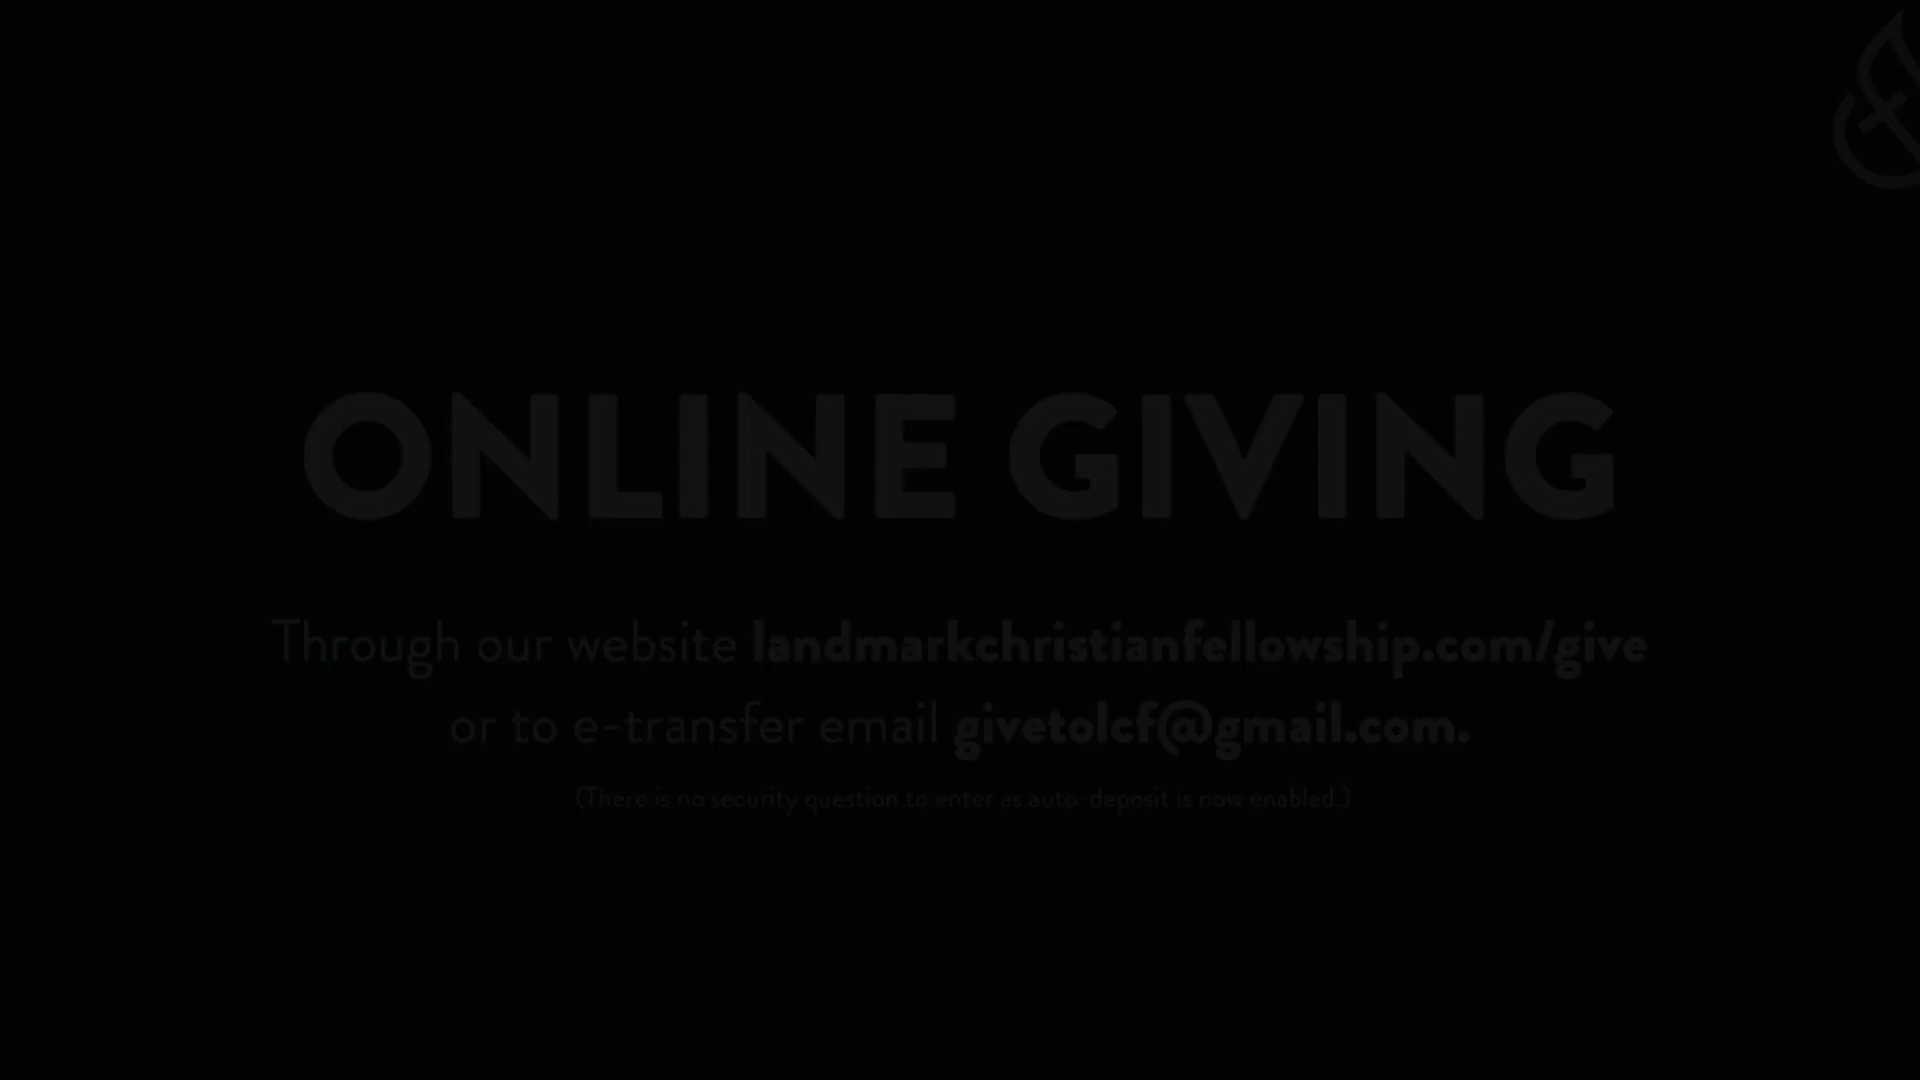 ONLINE GIVING
Through our website landmarkchristianfellowship.com/give
or to e-transfer email givetolcf@gmail.com.
(There is no security question to enter as auto-deposit is now enabled.)